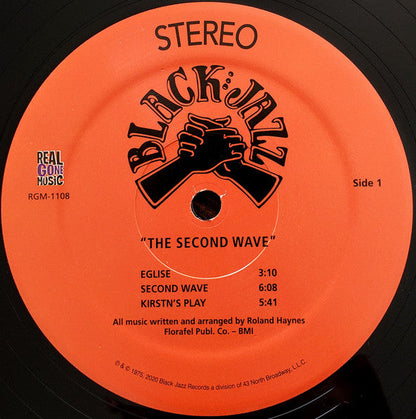 STEREO
BLACK JAZZ
REAL
GONE
MUSIC
RGM-1108
Side 1
"THE SECOND WAVE"
EGLISE 3:10
SECOND WAVE 6:08
KIRSTN'S PLAY 5:41
All music written and arranged by Roland Haynes
Florafel Publ. Co. – BMI
℗ & © 1975, 2020 Black Jazz Records a division of 43 North Broadway, L.L.C.